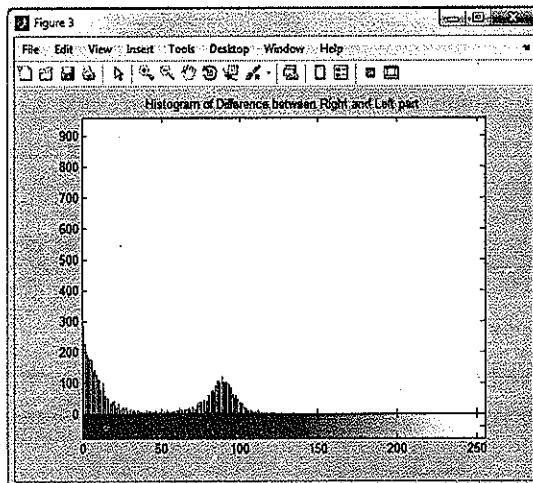 Figure 3
File Edit View Insert Tools Desktop Window Help
Histogram of Difference between Right and Left part
900
800
700
600
500
400
300
200
100
0
0 50 100 150 200 250